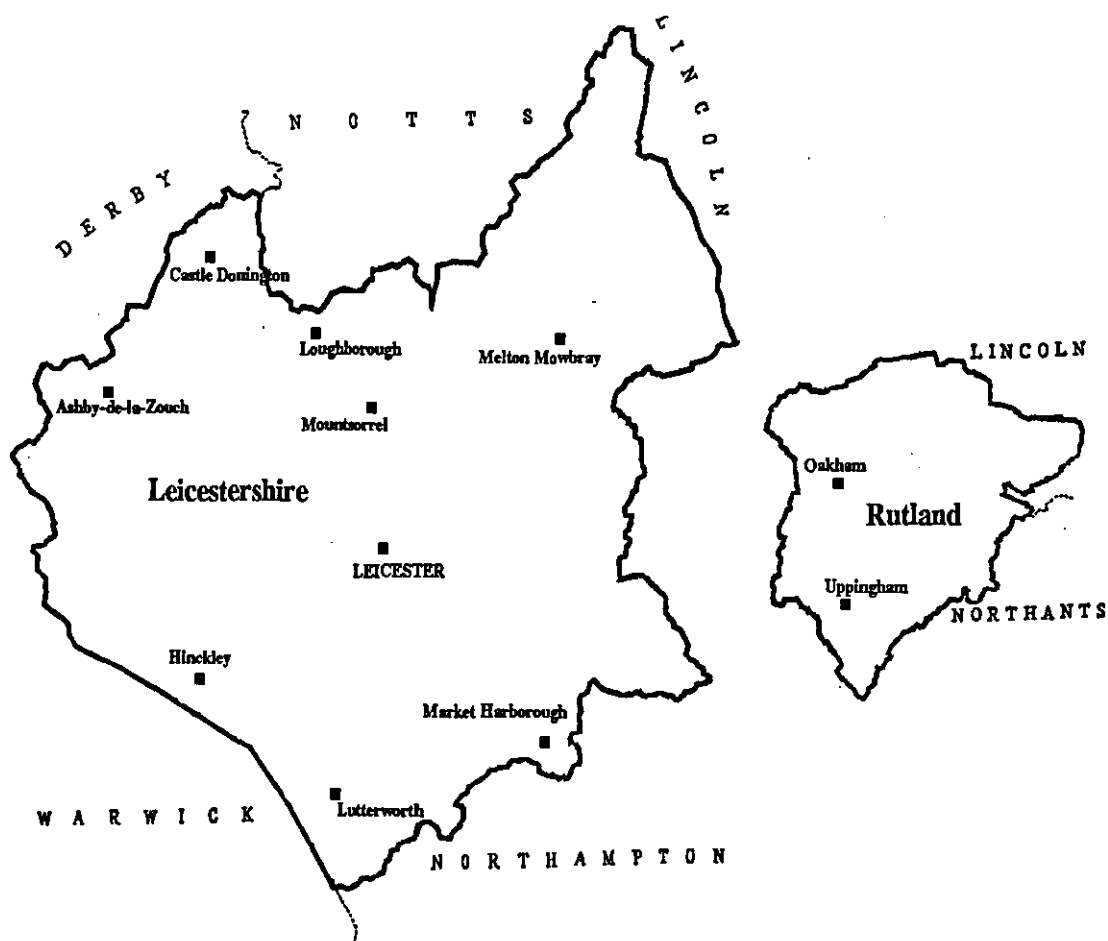 LINCOLN
NOTTS
DERBY
Castle Donington
Loughborough
Melton Mowbray
LINCOLN
Ashby-de-la-Zouch
Mountsorrel
Oakham
Leicestershire
Rutland
LEICESTER
Uppingham
NORTHANTS
Hinckley
Market Harborough
Lutterworth
WARWICK
NORTHAMPTON